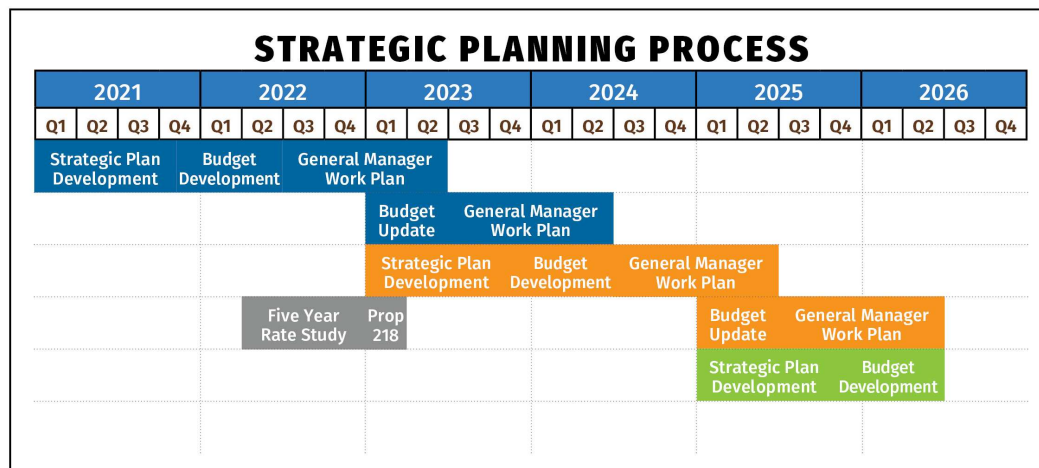 STRATEGIC PLANNING PROCESS
2021 2022 2023 2024 2025 2026
Q1 Q2 Q3 Q4 Q1 Q2 Q3 Q4 Q1 Q2 Q3 Q4 Q1 Q2 Q3 Q4 Q1 Q2 Q3 Q4 Q1 Q2 Q3 Q4
Strategic Plan Budget General Manager
Development Development Work Plan
Budget General Manager
Update Work Plan
Strategic Plan Budget General Manager
Development Development Work Plan
Five Year Prop Budget General Manager
Rate Study 218 Update Work Plan
Strategic Plan Budget
Development Development